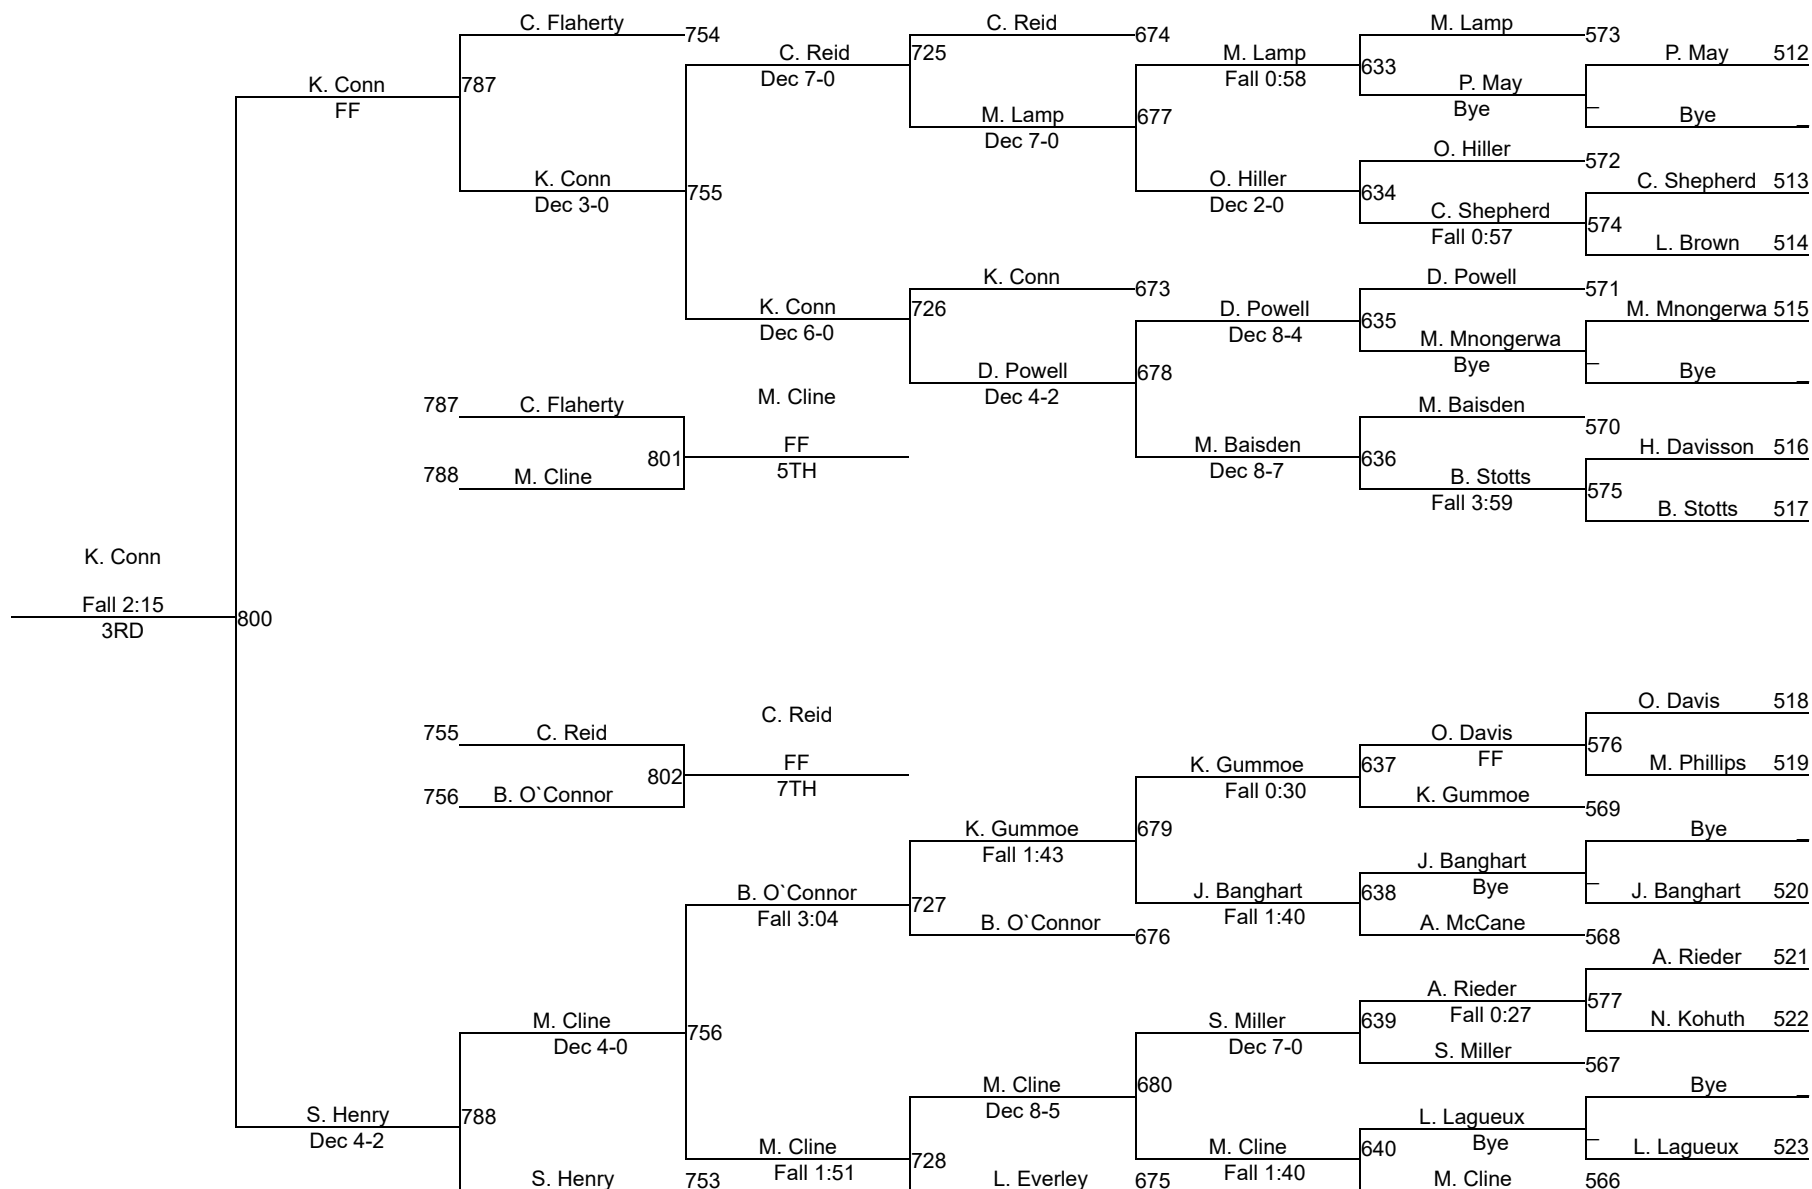 C. Flaherty
754
C. Reid
674
M. Lamp
573
P. May 512
K. Conn
FF
787
C. Reid
Dec 7-0
725
M. Lamp
Fall 0:58
633
P. May
Bye
Bye
M. Lamp
Dec 7-0
677
K. Conn
Dec 3-0
755
O. Hiller
Dec 2-0
O. Hiller
572
634
C. Shepherd
Fall 0:57
C. Shepherd 513
574
L. Brown 514
K. Conn
Dec 6-0
K. Conn
673
726
D. Powell
Dec 4-2
D. Powell
Dec 8-4
D. Powell
571
635
M. Mnongerwa
Bye
M. Mnongerwa 515
Bye
678
787 C. Flaherty
788 M. Cline
801
M. Cline
FF
5TH
M. Baisden
Dec 8-7
M. Baisden
570
636
B. Stotts
Fall 3:59
H. Davisson 516
575
B. Stotts 517
K. Conn
Fall 2:15
3RD
800
755 C. Reid
756 B. O`Connor
802
C. Reid
FF
7TH
K. Gummoe
Fall 0:30
O. Davis
FF
637
K. Gummoe
569
O. Davis 518
576
M. Phillips 519
K. Gummoe
Fall 1:43
679
B. O`Connor
Fall 3:04
727
B. O`Connor
676
J. Banghart
Fall 1:40
J. Banghart
Bye
638
A. McCane
568
Bye
J. Banghart 520
M. Cline
Dec 4-0
756
S. Miller
Dec 7-0
A. Rieder
Fall 0:27
639
S. Miller
567
A. Rieder 521
577
N. Kohuth 522
S. Henry
Dec 4-2
788
M. Cline
Dec 8-5
680
M. Cline
Fall 1:51
728
M. Cline
Fall 1:40
L. Lagueux
Bye
640
Bye
L. Lagueux 523
S. Henry
753
L. Everley
675
M. Cline
566